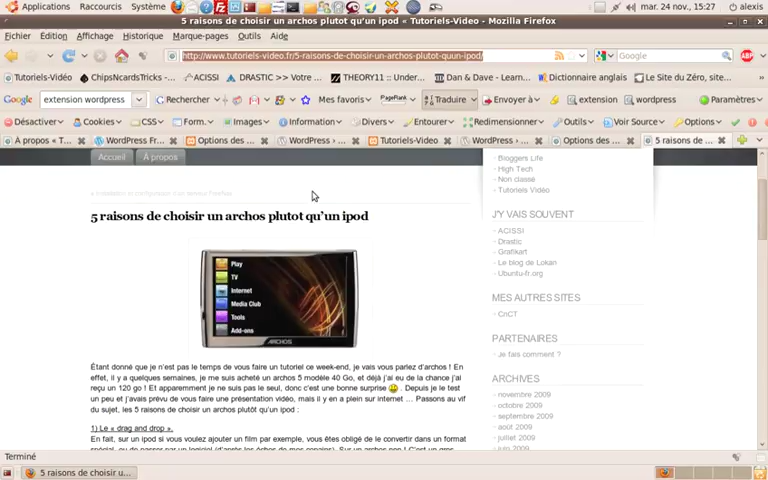 Applications Raccourcis Système mar. 24 nov., 15:27 alexis
5 raisons de choisir un archos plutot qu'un ipod « Tutoriels-Video - Mozilla Firefox
Fichier Édition Affichage Historique Marque-pages Outils Aide
http://www.tutoriels-video.fr/5-raisons-de-choisir-un-archos-plutot-quun-ipod/ Google
Tutoriels-Vidéo ChipsNcardsTricks -... ACISSI DRASTIC >> Votre ... THEORY11 :: Under... Dan & Dave - Learn... Dictionnaire anglais Le Site du Zéro, site...
Google extension wordpress Rechercher Mes favoris PageRank Traduire Envoyer à extension wordpress Paramètres
Désactiver Cookies CSS Form. Images Information Divers Entourer Redimensionner Outils Voir Source Options
À propos « T... WordPress Fr... Options des ... WordPress › ... Tutoriels-Video WordPress › ... Options des ... 5 raisons de ...
Accueil À propos
5 raisons de choisir un archos plutot qu'un ipod
Play
TV
Internet
Media Club
Tools
Add-ons
ARCHOS
Étant donné que je n'est pas le temps de vous faire un tutoriel ce week-end, je vais vous parlez d'archos ! En
effet, il y a quelques semaines, je me suis acheté un archos 5 modèle 40 Go, et déjà j'ai eu de la chance j'ai
reçu un 120 go ! Et apparemment je ne suis pas le seul, donc c'est une bonne surprise . Depuis je le test
un peu et j'avais prévu de vous faire une présentation vidéo, mais il y en a plein sur internet ... Passons au vif
du sujet, les 5 raisons de choisir un archos plutôt qu'un ipod :
1) Le « drag and drop ».
En fait, sur un ipod si vous voulez ajouter un film par exemple, vous êtes obligé de le convertir dans un format
Bloggers Life
High Tech
Non classé
Tutoriels Vidéo
J'Y VAIS SOUVENT
ACISSI
Drastic
Grafikart
Le blog de Lokan
Ubuntu-fr.org
MES AUTRES SITES
CnCT
PARTENAIRES
Je fais comment ?
ARCHIVES
novembre 2009
octobre 2009
septembre 2009
août 2009
juillet 2009
juin 2009
Terminé
5 raisons de choisir u...